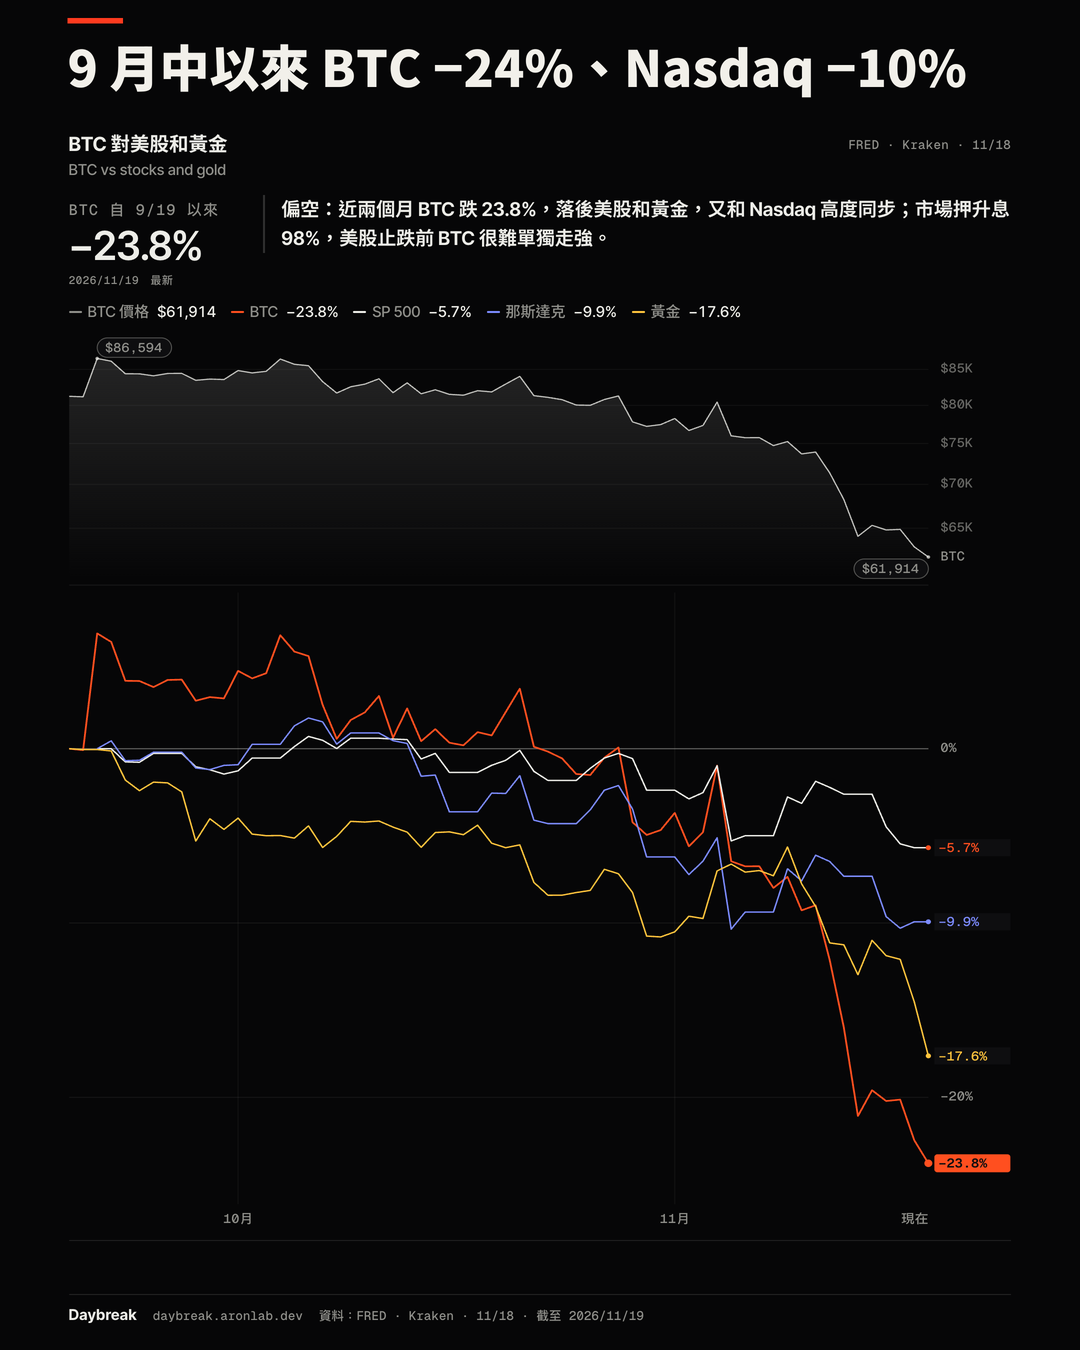 9 月中以來 BTC −24%、Nasdaq −10%
BTC 對美股和黃金
FRED · Kraken · 11/18
BTC vs stocks and gold
BTC 自 9/19 以來
−23.8%
2026/11/19 最新
偏空：近兩個月 BTC 跌 23.8%，落後美股和黃金，又和 Nasdaq 高度同步；市場押升息
98%，美股止跌前 BTC 很難單獨走強。
BTC 價格 $61,914 BTC −23.8% SP 500 −5.7% 那斯達克 −9.9% 黃金 −17.6%
$86,594
$85K
$80K
$75K
$70K
$65K
BTC
$61,914
0%
−5.7%
−9.9%
−17.6%
−20%
−23.8%
10月 11月 現在
Daybreak daybreak.aronlab.dev 資料：FRED · Kraken · 11/18 · 截至 2026/11/19